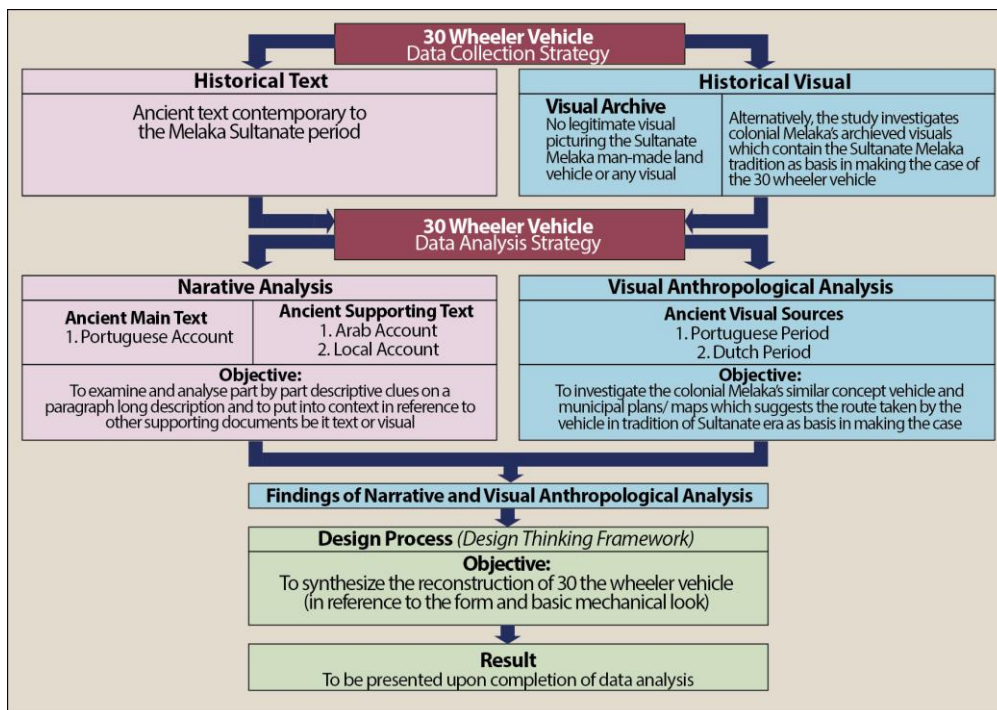 30 Wheeler Vehicle
Data Collection Strategy
Historical Text
Ancient text contemporary to
the Melaka Sultanate period
Historical Visual
Visual Archive
No legitimate visual
picturing the Sultanate
Melaka man-made land
vehicle or any visual
Alternatively, the study investigates
colonial Melaka's archieved visuals
which contain the Sultanate Melaka
tradition as basis in making the case
of the 30 wheeler vehicle
30 Wheeler Vehicle
Data Analysis Strategy
Narative Analysis
Ancient Main Text
1. Portuguese Account
Ancient Supporting Text
1. Arab Account
2. Local Account
Objective:
To examine and analyse part by part descriptive clues on a
paragraph long description and to put into context in reference to
other supporting documents be it text or visual
Visual Anthropological Analysis
Ancient Visual Sources
1. Portuguese Period
2. Dutch Period
Objective:
To investigate the colonial Melaka's similar concept vehicle and
municipal plans/ maps which suggests the route taken by the
vehicle in tradition of Sultanate era as basis in making the case
Findings of Narrative and Visual Anthropological Analysis
Design Process (Design Thinking Framework)
Objective:
To synthesize the reconstruction of 30 the wheeler vehicle
(in reference to the form and basic mechanical look)
Result
To be presented upon completion of data analysis